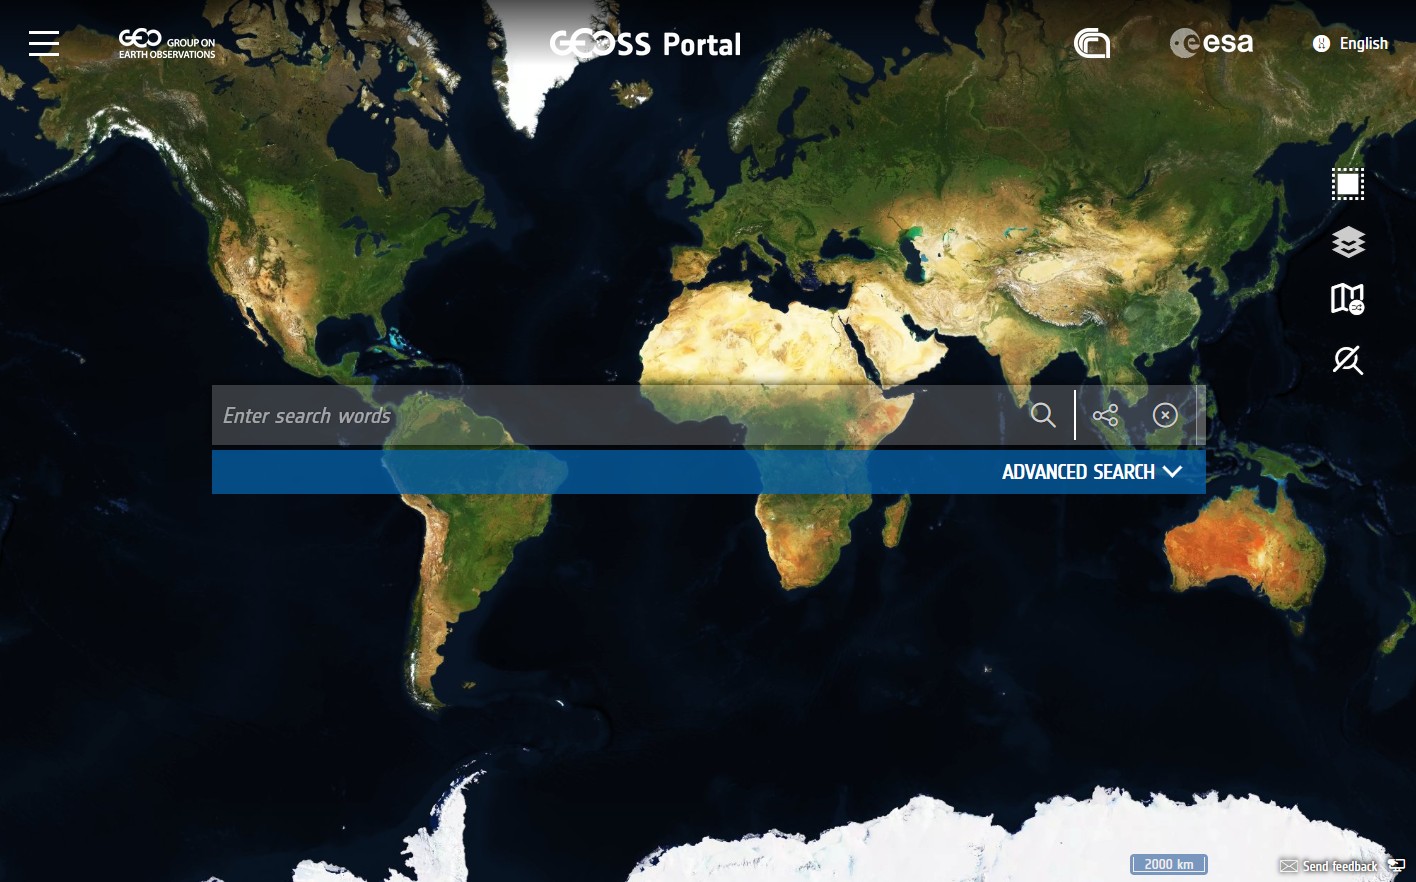 GEO GROUP ON
EARTH OBSERVATIONS
GEOSS Portal
esa
English
Enter search words
ADVANCED SEARCH
2000 km
Send feedback